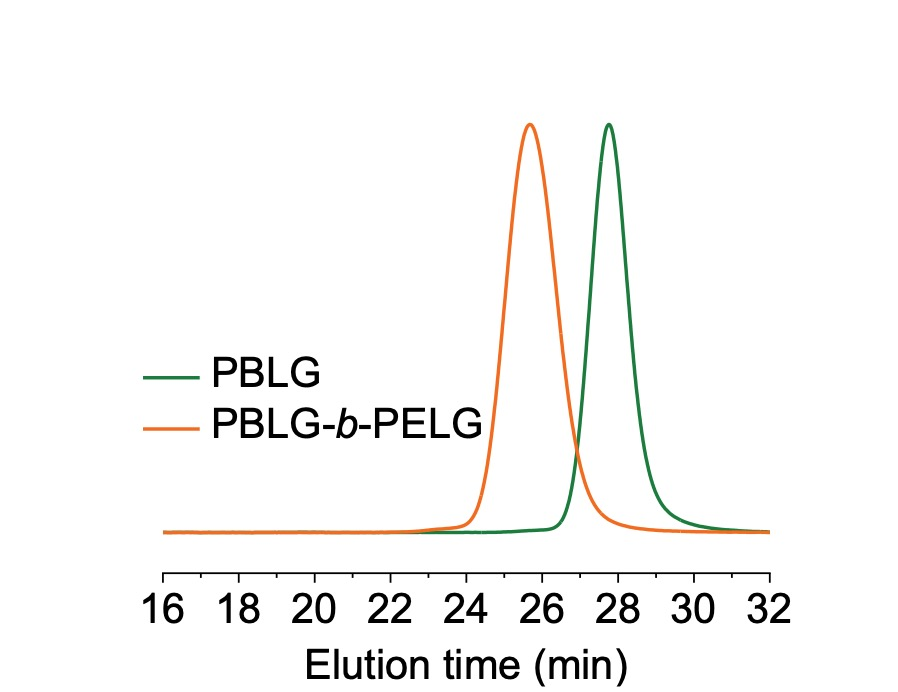 PBLG
PBLG-b-PELG
16 18 20 22 24 26 28 30 32
Elution time (min)